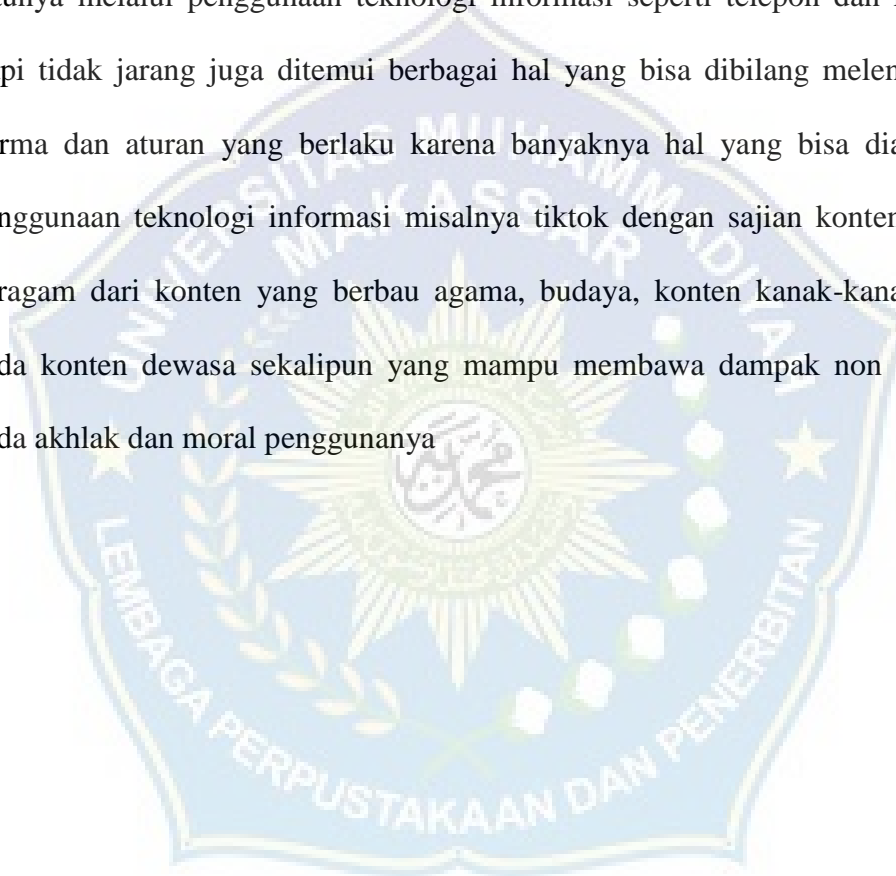 melalui penggunaan teknologi informasi seperti telepon dan
pi tidak jarang juga ditemui berbagai hal yang bisa dibilang melen
rma dan aturan yang berlaku karena banyaknya hal yang bisa dia
nggunaan teknologi informasi misalnya tiktok dengan sajian konten
ragam dari konten yang berbau agama, budaya, konten kanak-kana
da konten dewasa sekalipun yang mampu membawa dampak non
da akhlak dan moral penggunanya
UNIVERSITAS MUHAMMADIYAH
MAKASSAR
LEMBAGA PERPUSTAKAAN DAN PENERBITAN